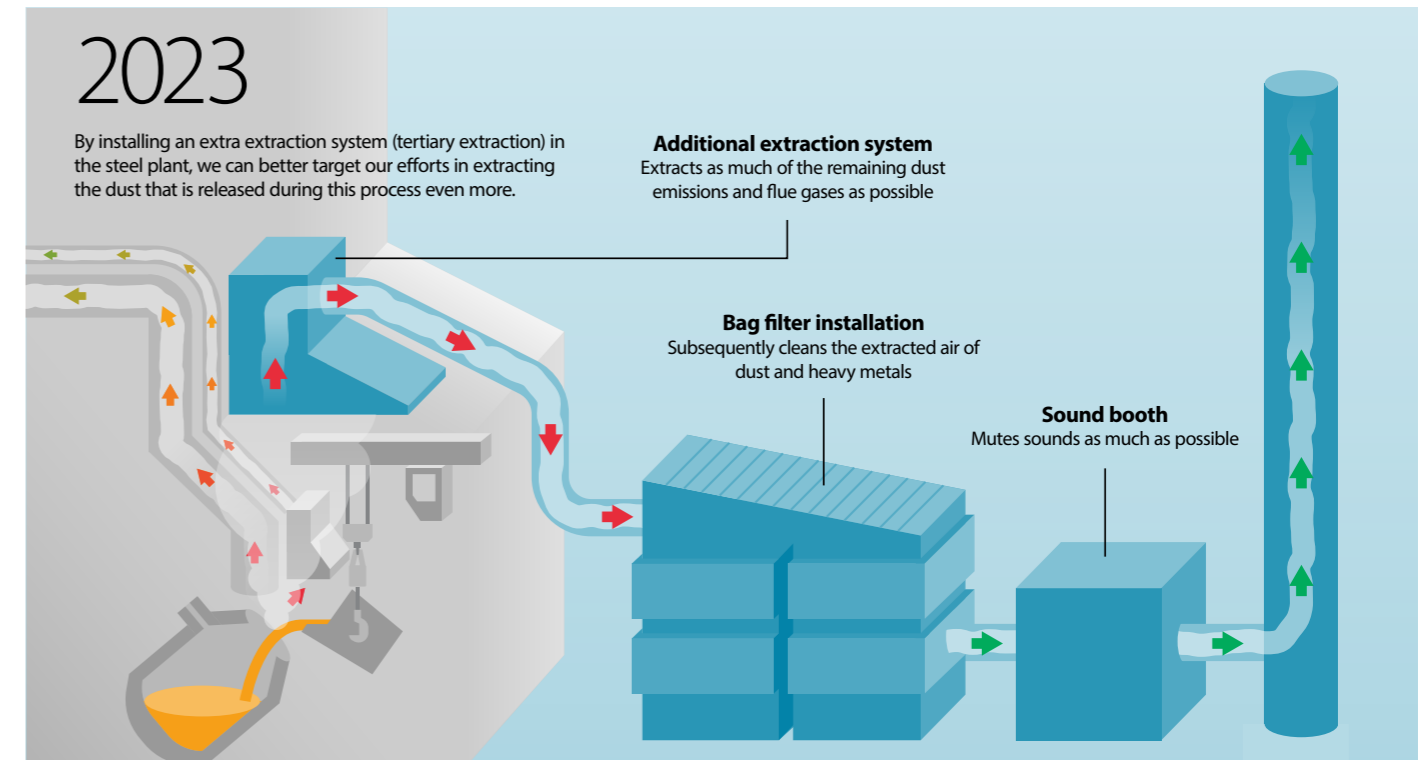 2023
By installing an extra extraction system (tertiary extraction) in
the steel plant, we can better target our efforts in extracting
the dust that is released during this process even more.
Additional extraction system
Extracts as much of the remaining dust
emissions and flue gases as possible
Bag filter installation
Subsequently cleans the extracted air of
dust and heavy metals
Sound booth
Mutes sounds as much as possible